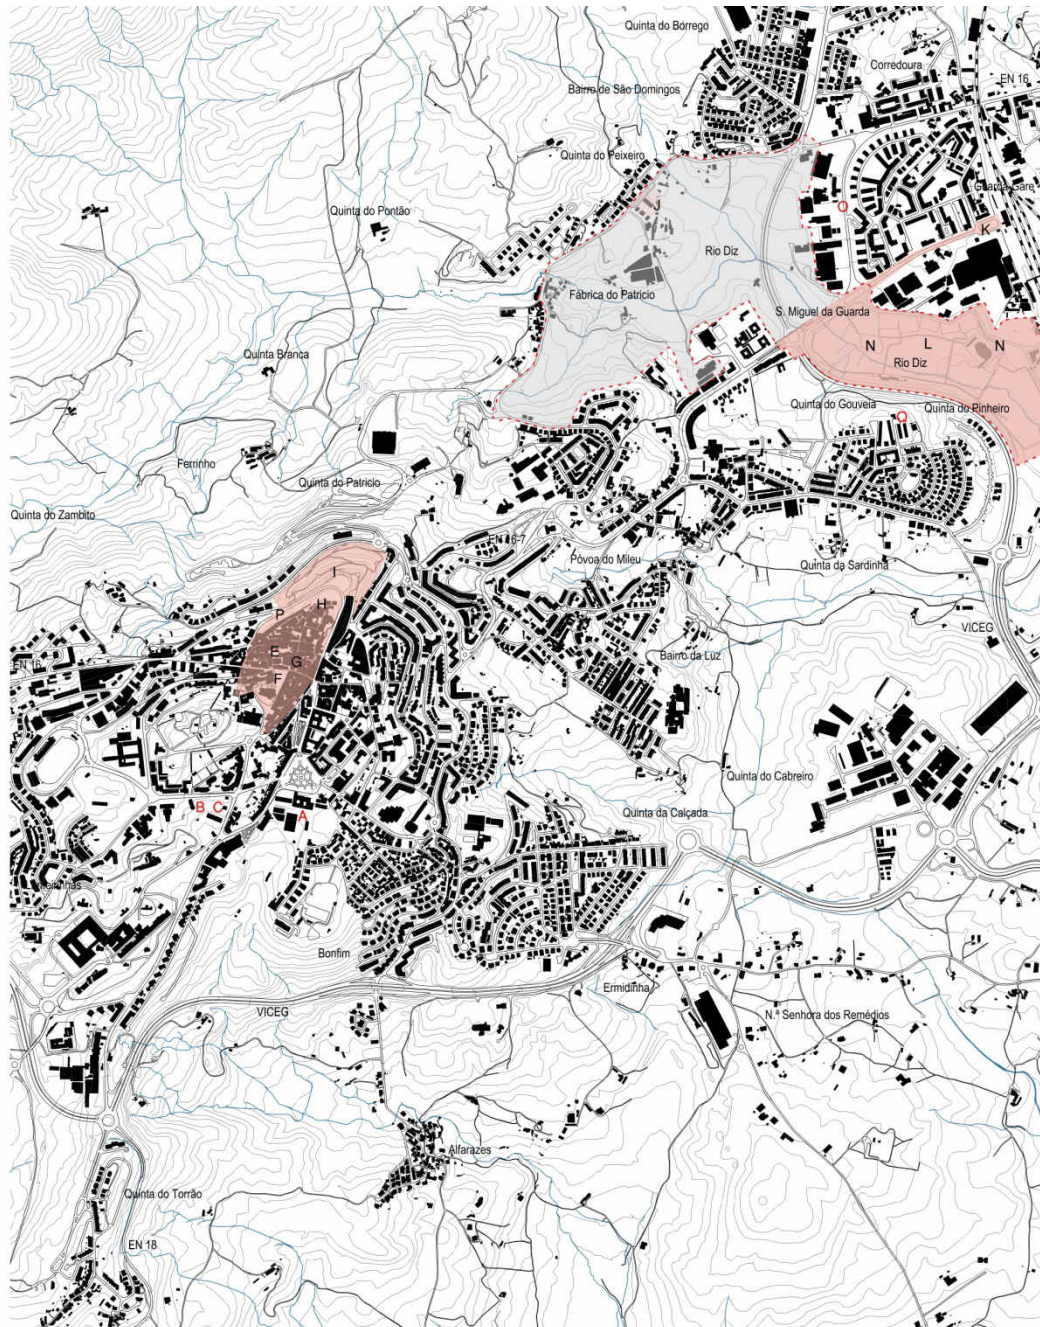 Quinta do Borrego
Corredoura
EN 16
Bairro de São Domingos
Quinta do Peixeiro
Guarda-Gare
Quinta do Pontão
J
O
K
Rio Diz
Fábrica do Patricio
S. Miguel da Guarda
Quinta Branca
N
L
N
Rio Diz
Quinta do Gouveia
Quinta do Pinheiro
Q
Ferrinho
Quinta do Patricio
Quinta do Zambito
EN 16-7
Póvoa do Mileu
Quinta da Sardinha
I
H
P
VICEG
E
G
F
EN 16
Bairro da Luz
Quinta do Cabreiro
Quinta da Calçada
B
C
A
Bonfim
Ermidinha
VICEG
N.ª Senhora dos Remédios
Alfarazes
Quinta do Torrão
EN 18